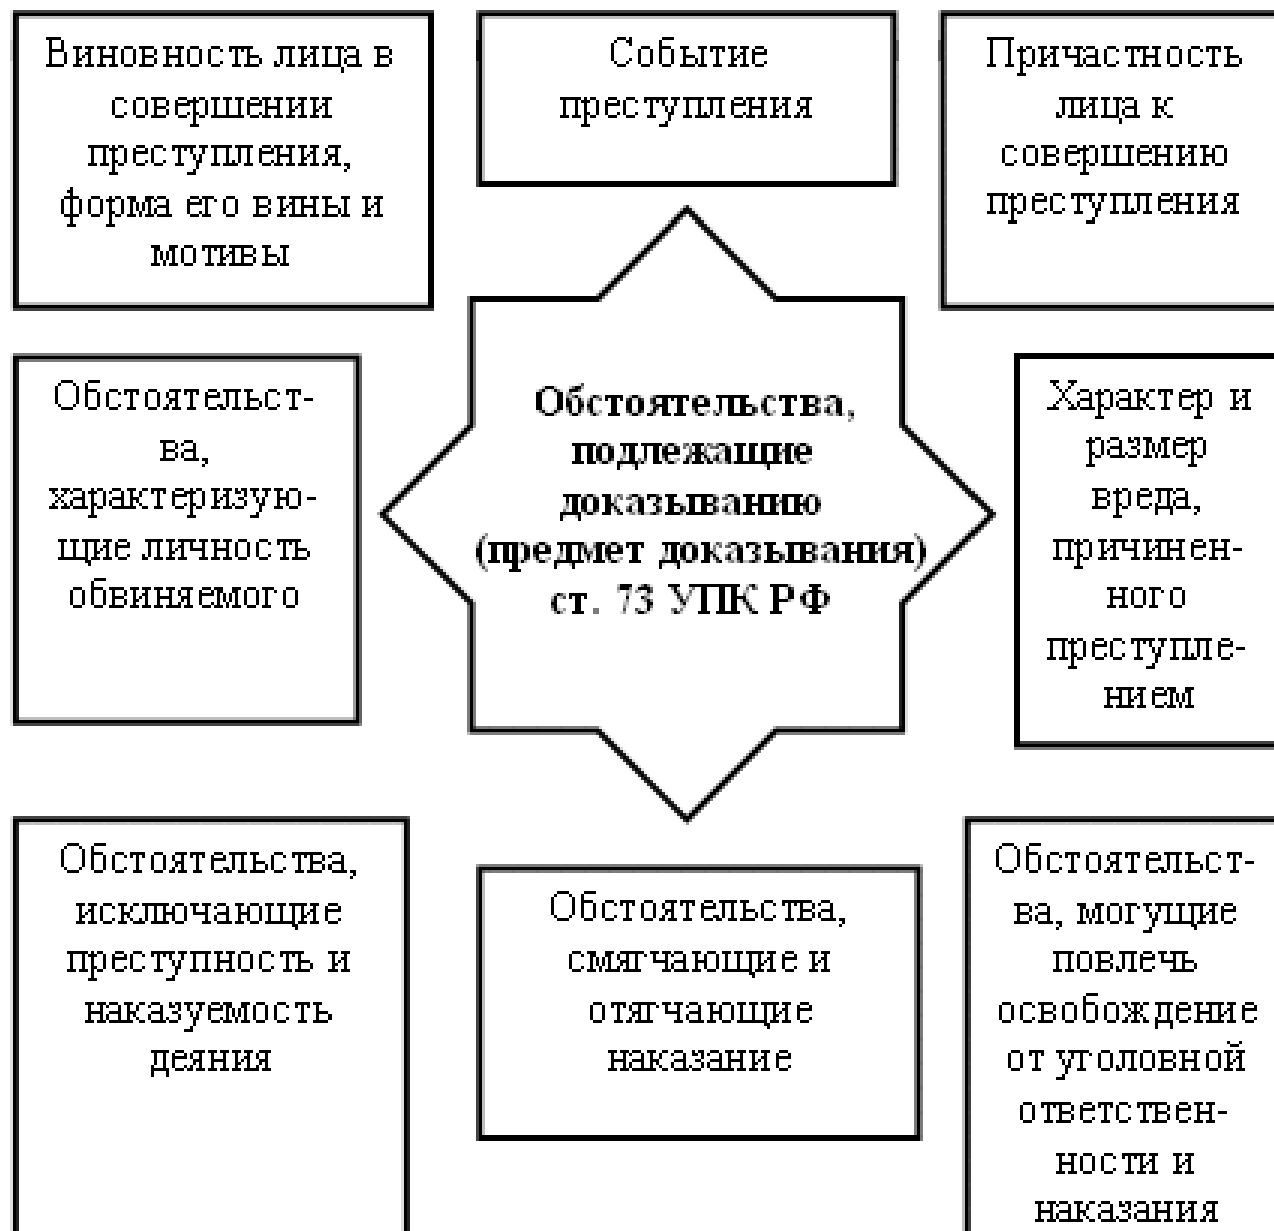 Виновность лица в
совершении
преступления,
форма его вины и
мотивы
Событие
преступления
Причастность
лица к
совершению
преступления
Обстоятельст-
ва,
характеризую-
щие личность
обвиняемого
Обстоятельства,
подлежащие
доказыванию
(предмет доказывания)
ст. 73 УПК РФ
Характер и
размер
вреда,
причинен-
ного
преступле-
нием
Обстоятельства,
исключающие
преступность и
наказуемость
деяния
Обстоятельства,
смягчающие и
отягчающие
наказание
Обстоятельст-
ва, могущие
повлечь
освобождение
от уголовной
ответствен-
ности и
наказания